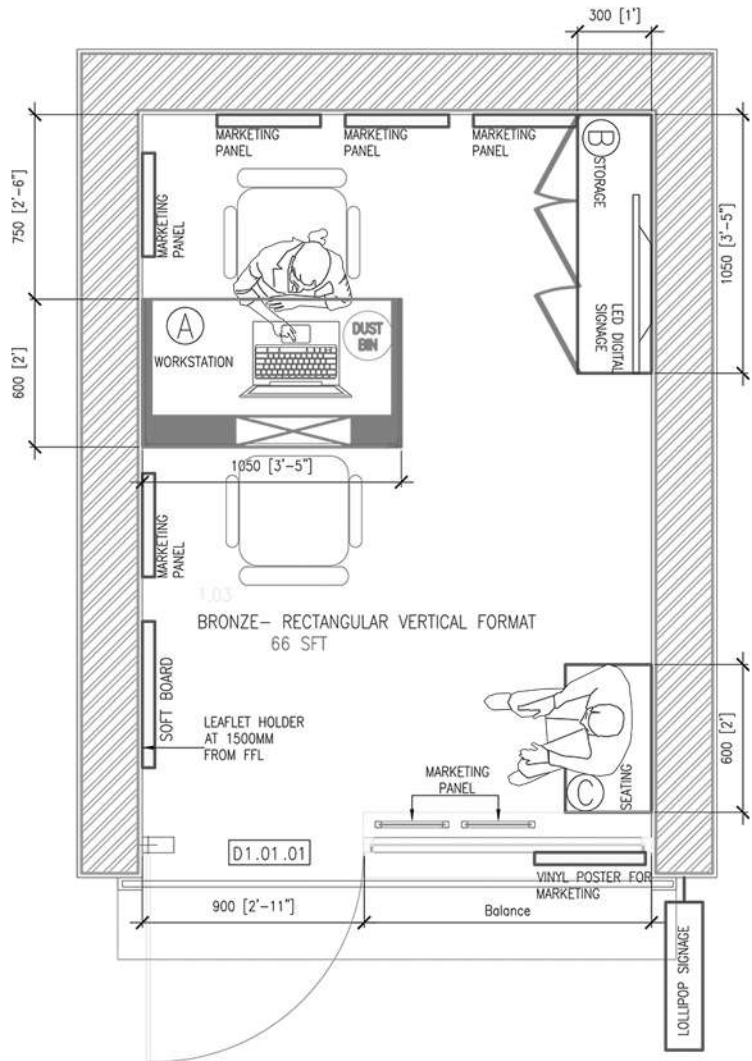 300 [1']
MARKETING
PANEL
MARKETING
PANEL
MARKETING
PANEL
B
STORAGE
750 [2'-6"]
MARKETING
PANEL
1050 [3'-5"]
LED DIGITAL
SIGNAGE
A
WORKSTATION
DUST
BIN
600 [2']
1050 [3'-5"]
MARKETING
PANEL
1.03
BRONZE- RECTANGULAR VERTICAL FORMAT
66 SFT
SOFT BOARD
LEAFLET HOLDER
AT 1500MM
FROM FFL
600 [2']
MARKETING
PANEL
C
SEATING
D1.01.01
VINYL POSTER FOR
MARKETING
900 [2'-11"]
Balance
LOLLIPOP SIGNAGE